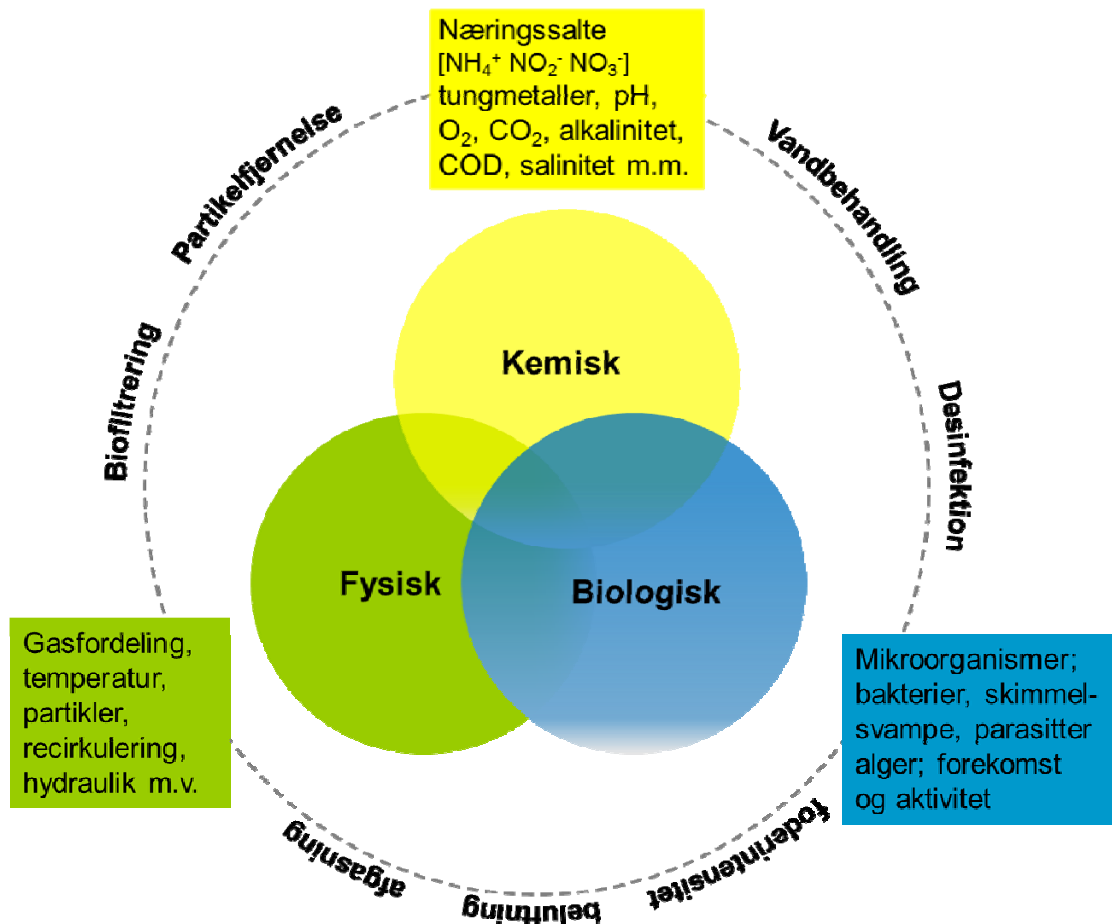 Næringssalte
[NH₄⁺ NO₂⁻ NO₃⁻]
tungmetaller, pH,
O₂, CO₂, alkalinitet,
COD, salinitet m.m.
Partikelfjernelse
Vandbehandling
Biofiltrering
Desinfektion
Kemisk
Fysisk
Biologisk
Gasfordeling,
temperatur,
partikler,
recirkulering,
hydraulik m.v.
Mikroorganismer;
bakterier, skimmel-
svampe, parasitter
alger; forekomst
og aktivitet
afgasning
beluftning
foderintensitet